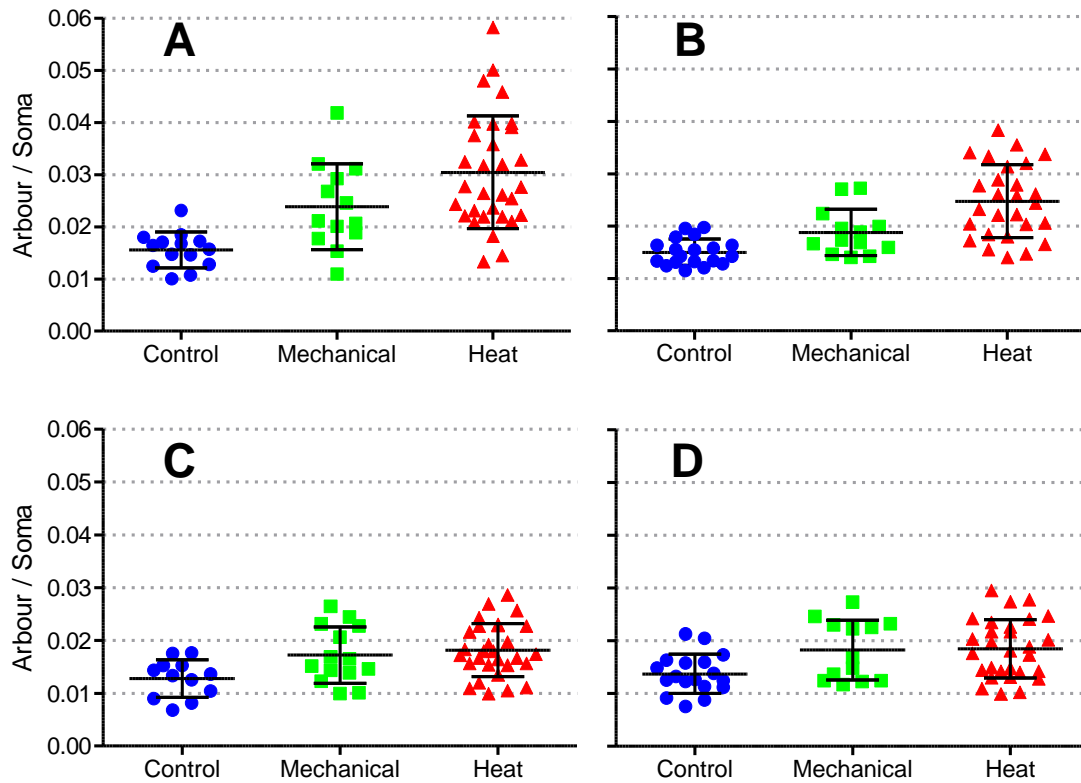 A
B
Arbour / Soma
0.06
0.05
0.04
0.03
0.02
0.01
0.00
Control Mechanical Heat
Control Mechanical Heat
C
D
Arbour / Soma
0.06
0.05
0.04
0.03
0.02
0.01
0.00
Control Mechanical Heat
Control Mechanical Heat